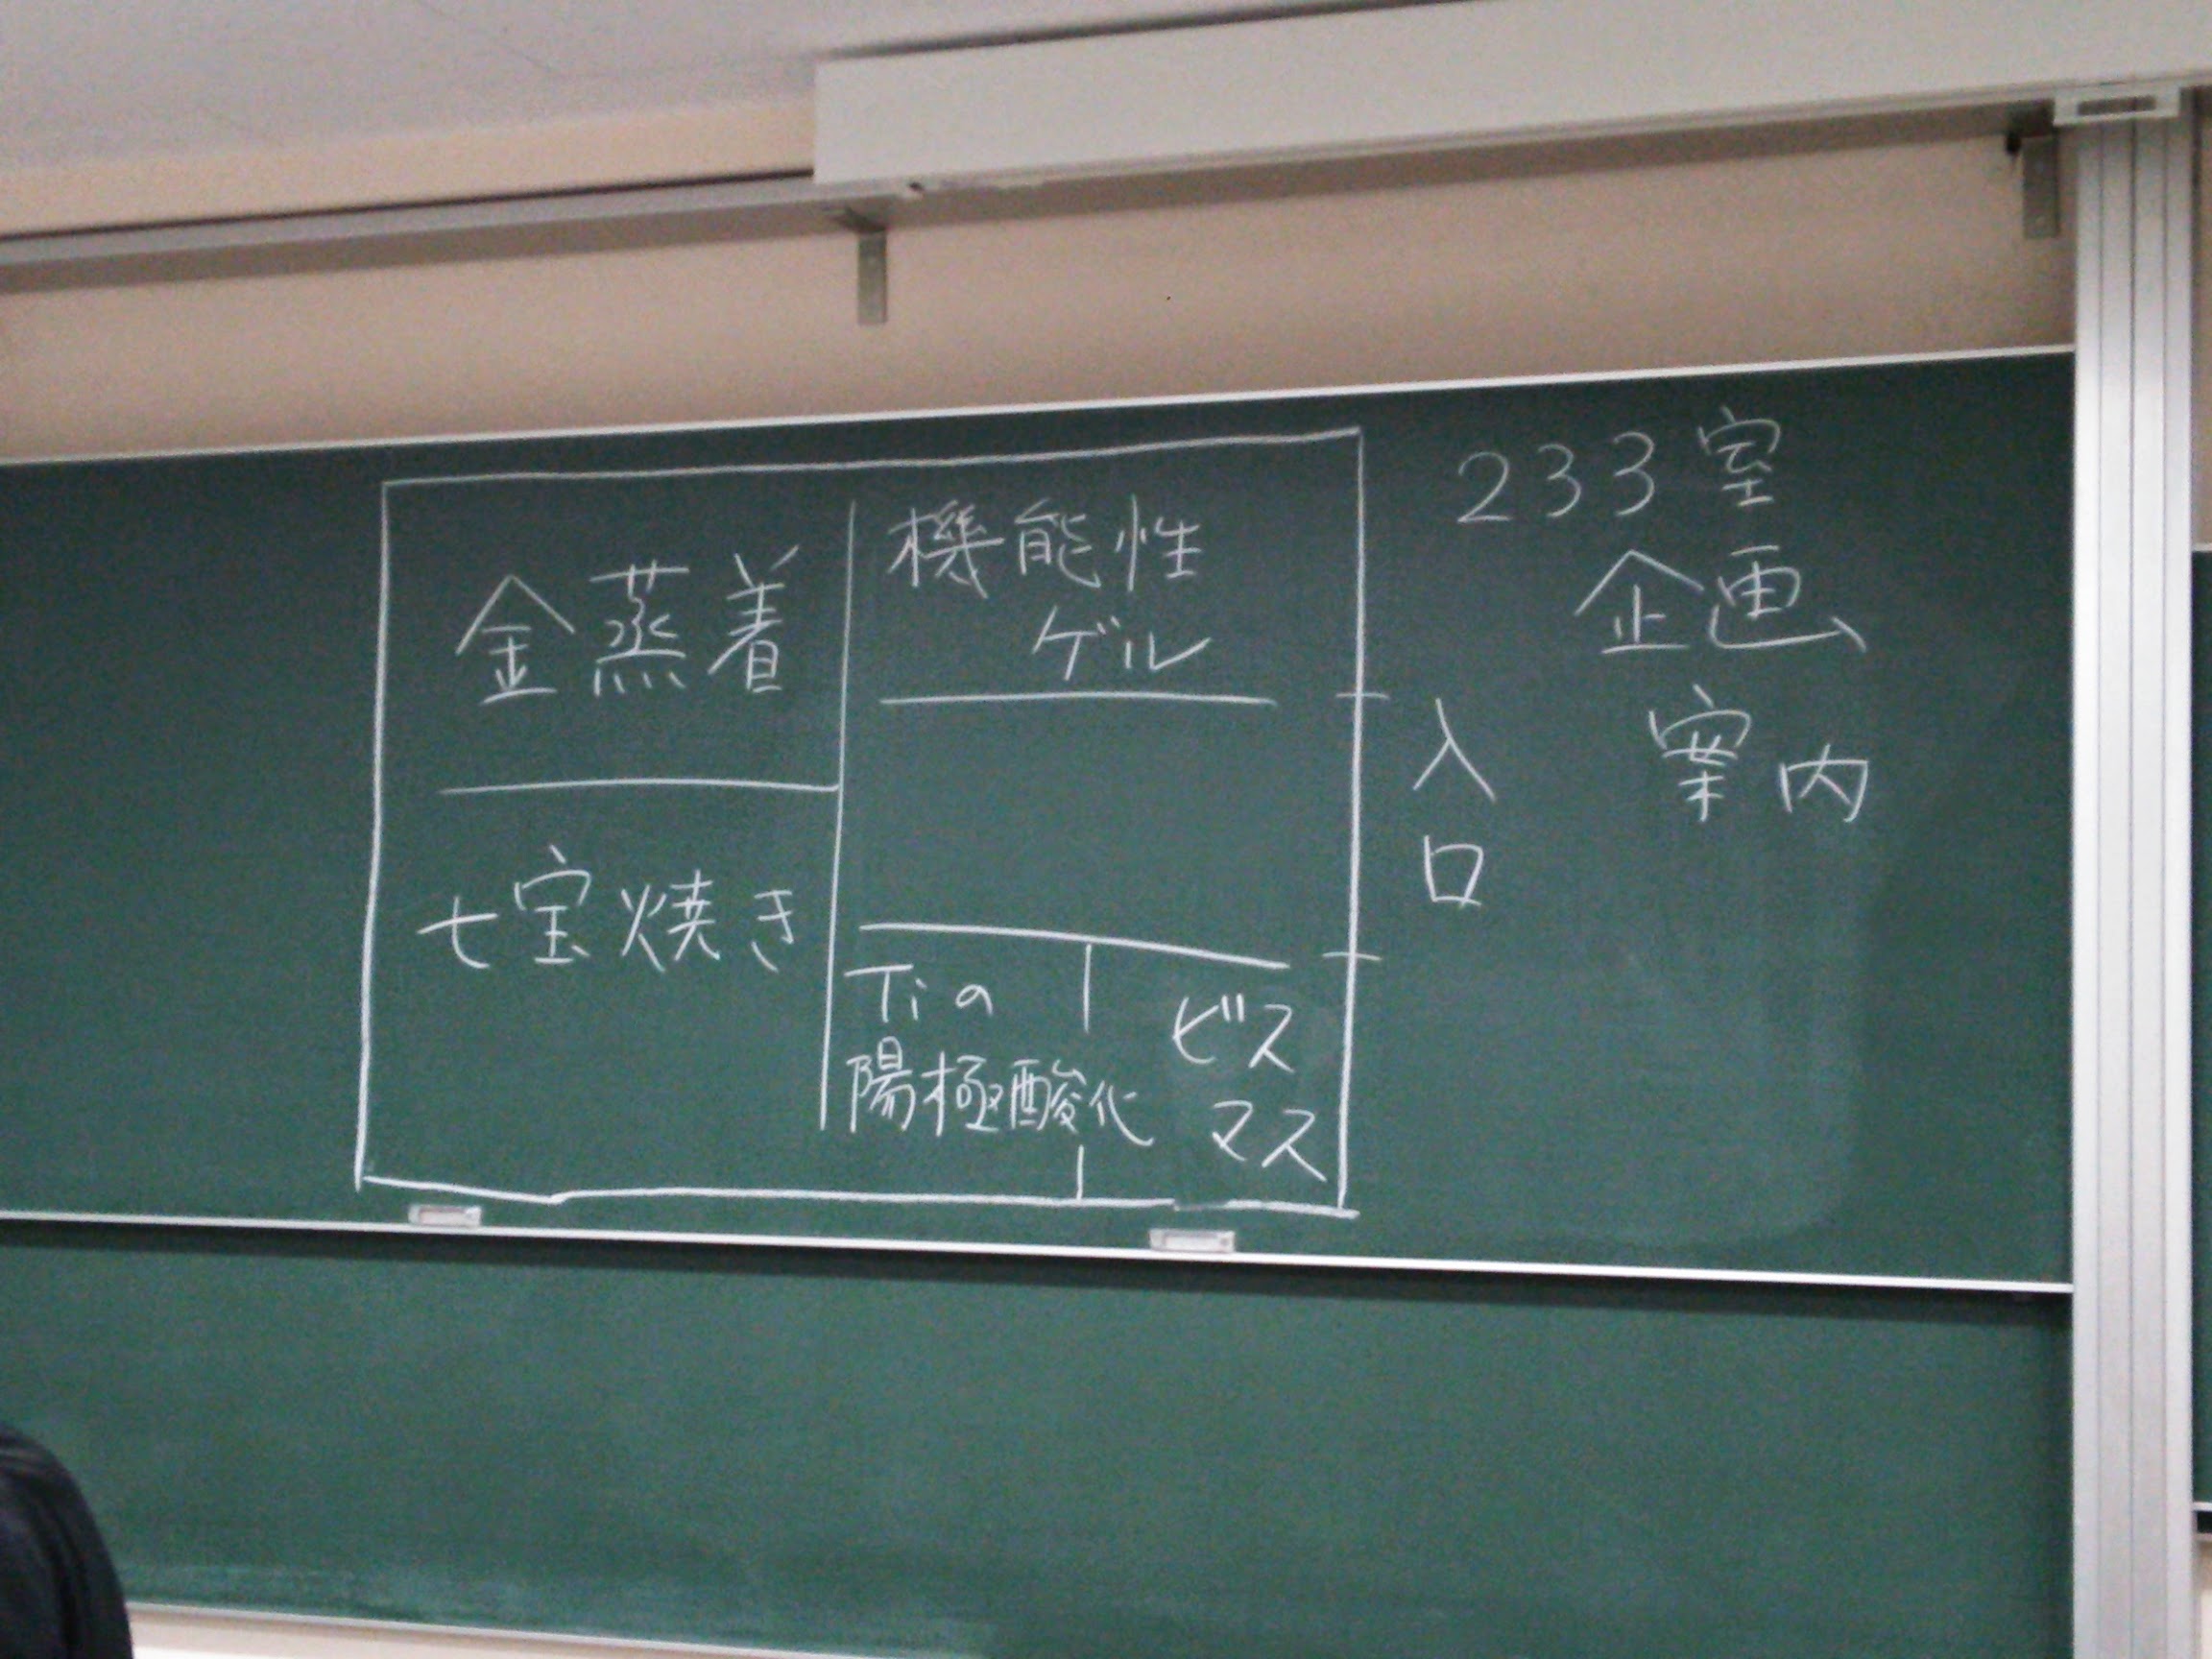 233室
企画
案内
入口
金蒸着
機能性
ゲル
七宝焼き
Tiの
陽極酸化
ビス
マス